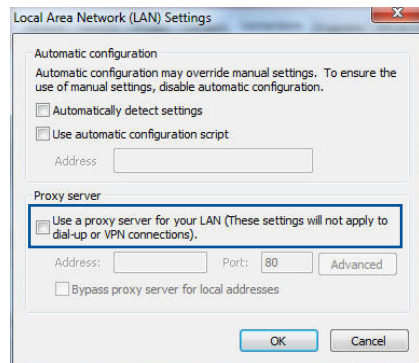 Local Area Network (LAN) Settings
Automatic configuration
Automatic configuration may override manual settings. To ensure the
use of manual settings, disable automatic configuration.
Automatically detect settings
Use automatic configuration script
Address
Proxy server
Use a proxy server for your LAN (These settings will not apply to
dial-up or VPN connections).
Address: Port: 80 Advanced
Bypass proxy server for local addresses
OK Cancel